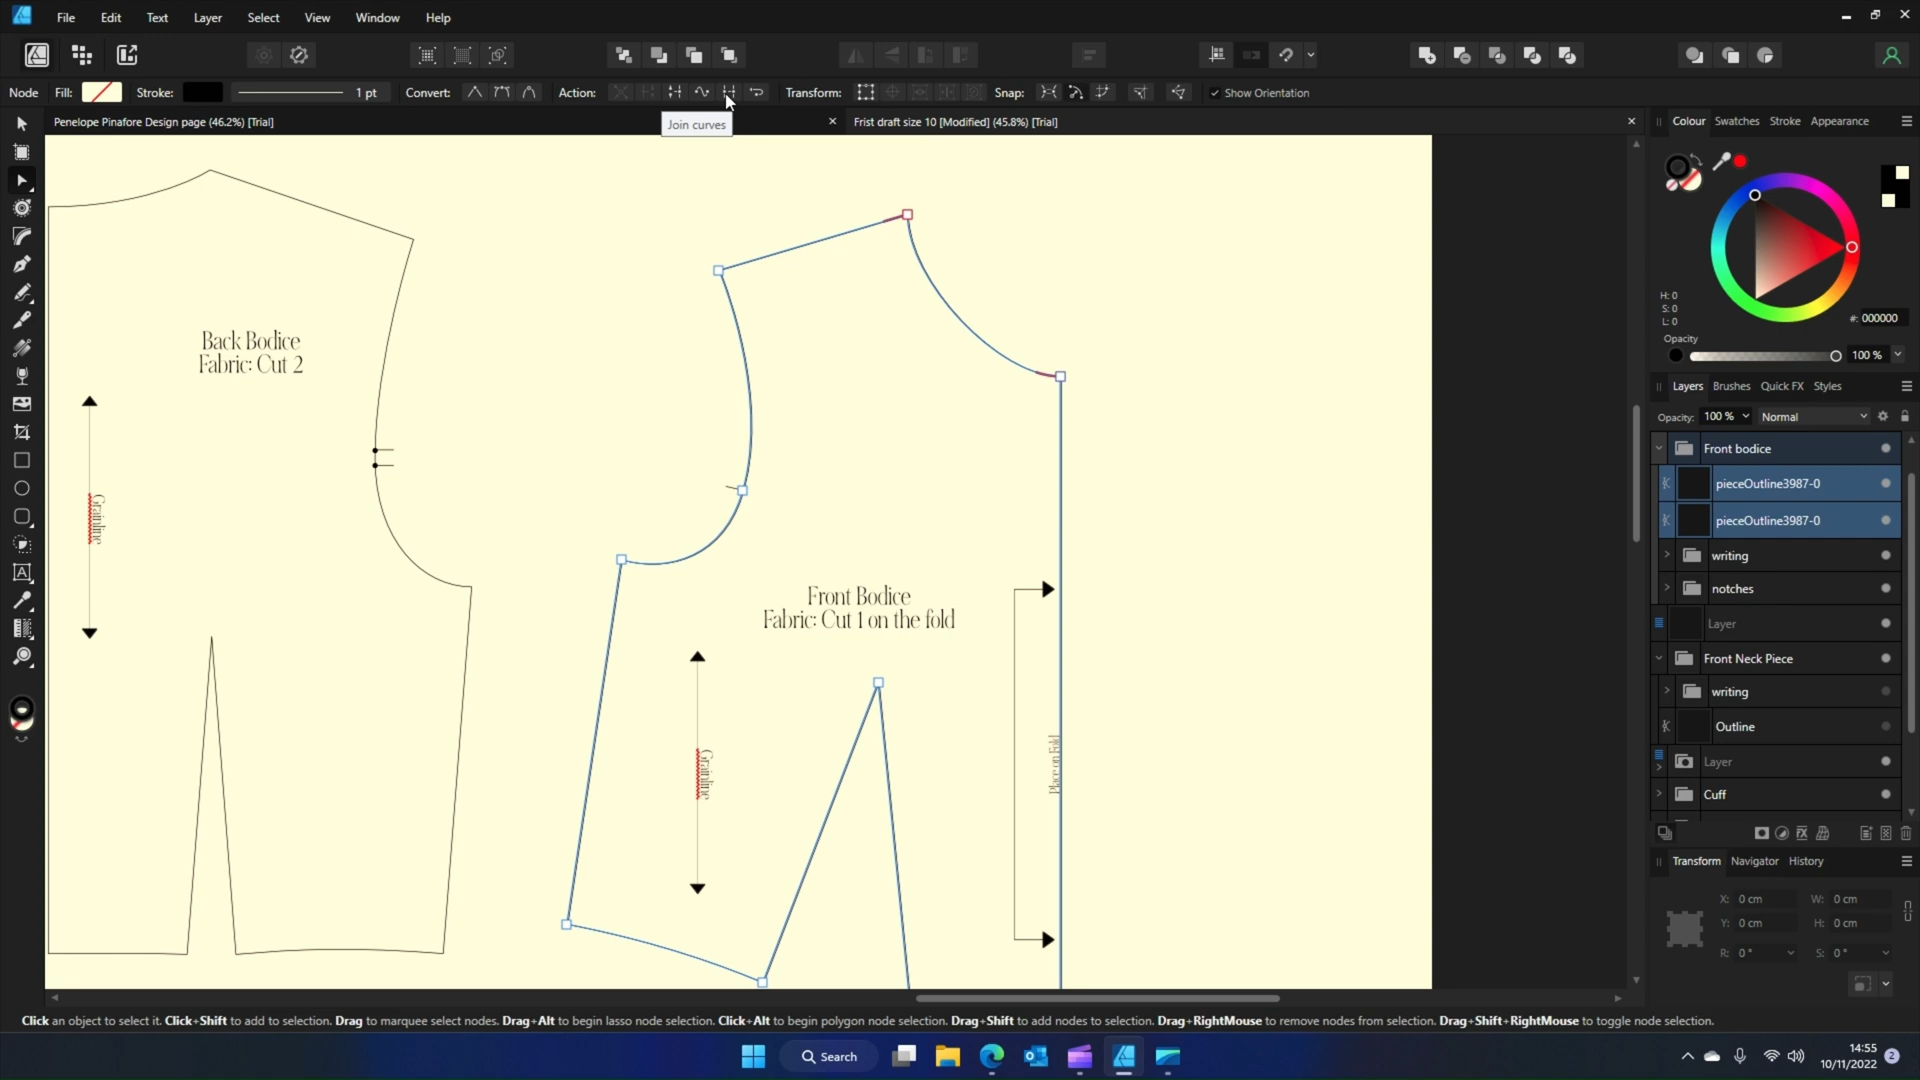 File Edit Text Layer Select View Window Help
Node Fill: Stroke: 1 pt Convert: Action: Transform: Snap: Show Orientation
Join curves
Penelope Pinafore Design page (46.2%) [Trial]
Frist draft size 10 [Modified] (45.8%) [Trial]
Back Bodice
Fabric: Cut 2
Grainline
Front Bodice
Fabric: Cut 1 on the fold
Grainline
Place on Fold
Colour Swatches Stroke Appearance
H: 0
S: 0
L: 0
#: 000000
Opacity
100 %
Layers Brushes Quick FX Styles
Opacity: 100 % Normal
Front bodice
pieceOutline3987-0
pieceOutline3987-0
writing
notches
Layer
Front Neck Piece
writing
Outline
Layer
Cuff
Transform Navigator History
X: 0 cm W: 0 cm
Y: 0 cm H: 0 cm
R: 0 ° S: 0 °
Click an object to select it. Click+Shift to add to selection. Drag to marquee select nodes. Drag+Alt to begin lasso node selection. Click+Alt to begin polygon node selection. Drag+Shift to add nodes to selection. Drag+RightMouse to remove nodes from selection. Drag+Shift+RightMouse to toggle node selection.
Search
14:55
10/11/2022
2